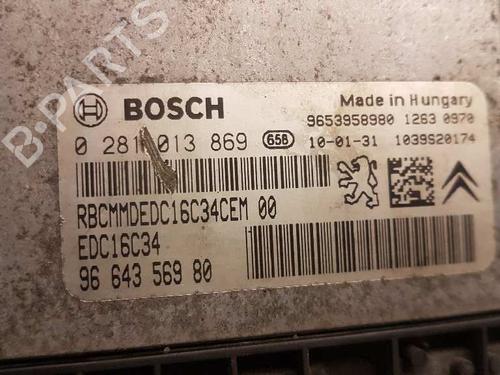 B-PARTS
BOSCH
Made in Hungary
9653958980 1263 0970
0 281 013 869 656 10-01-31 1039S20174
RBCMMDEDC16C34CEM 00
EDC16C34
96 643 569 80